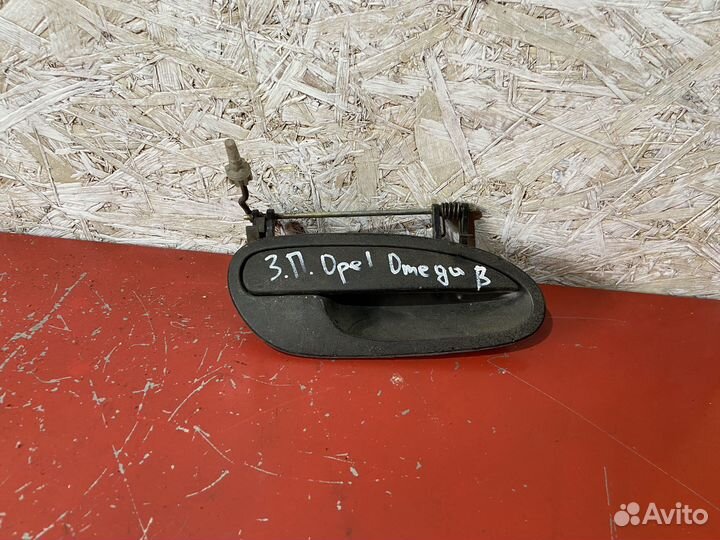 З.П. Opel Omega B
Avito